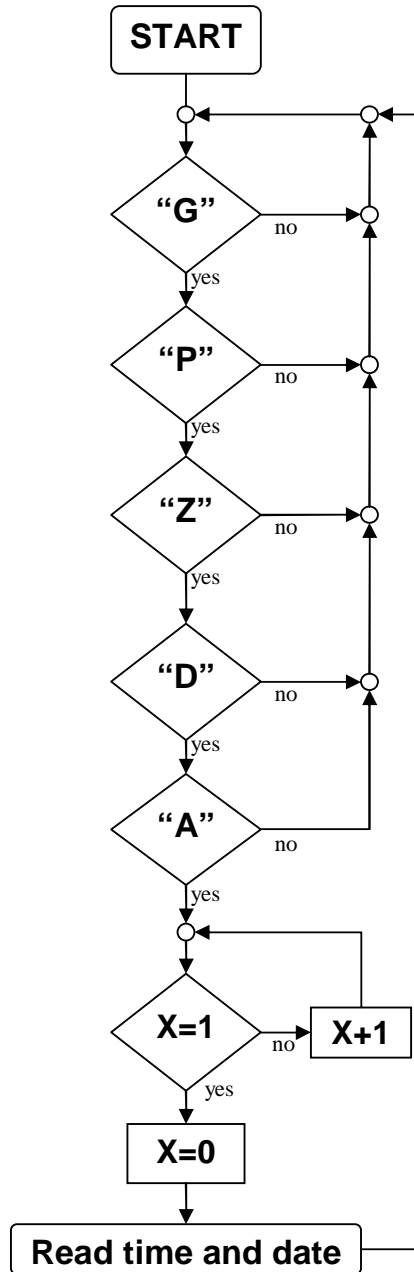 START
“G”
no
yes
“P”
no
yes
“Z”
no
yes
“D”
no
yes
“A”
no
yes
X=1
no
X+1
yes
X=0
Read time and date